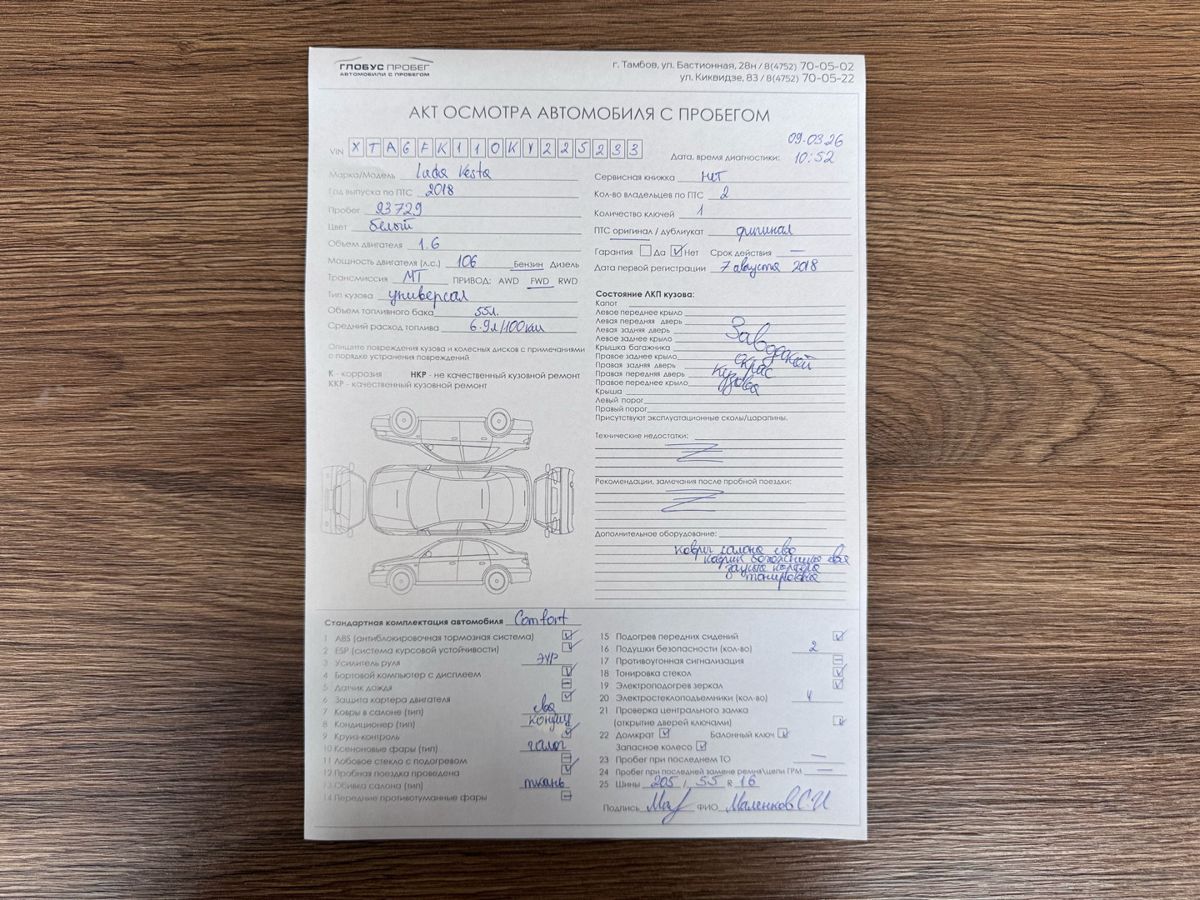 ГЛОБУС ПРОБЕГ
АВТОМОБИЛИ С ПРОБЕГОМ
г. Тамбов, ул. Бастионная, 28н / 8(4752) 70-05-02
ул. Киквидзе, 83 / 8(4752) 70-05-22
АКТ ОСМОТРА АВТОМОБИЛЯ С ПРОБЕГОМ
VIN XTAGFK110KY225233
Дата, время диагностики: 09.03.26 10:52
Марка/Модель Lada Vesta
Год выпуска по ПТС 2018
Пробег 93729
Цвет белый
Объем двигателя 1.6
Мощность двигателя (л.с.) 106 Бензин Дизель
Трансмиссия МТ ПРИВОД: AWD FWD RWD
Тип кузова универсал
Объем топливного бака 55л.
Средний расход топлива 6.9л/100км
Опишите повреждения кузова и колесных дисков с примечаниями
о порядке устранения повреждений
К - коррозия НКР - не качественный кузовной ремонт
ККР - качественный кузовной ремонт
Сервисная книжка нет
Кол-во владельцев по ПТС 2
Количество ключей 1
ПТС оригинал / дубликат оригинал
Гарантия Да Нет Срок действия —
Дата первой регистрации 7 августа 2018
Состояние ЛКП кузова:
Капот
Левое переднее крыло
Левая передняя дверь
Левая задняя дверь
Левое заднее крыло
Крышка багажника
Правое заднее крыло
Правая задняя дверь
Правая передняя дверь
Правое переднее крыло
Крыша
Левый порог
Правый порог
Заводской
окрас
кузова
Присутствуют эксплуатационные сколы/царапины.
Технические недостатки:
Z
Рекомендации, замечания после пробной поездки:
Z
Дополнительное оборудование:
коврик салона ева
коврик багажника ева
защита картера
тонировка
Стандартная комплектация автомобиля Comfort
1 ABS (антиблокировочная тормозная система)
2 ESP (система курсовой устойчивости)
3 Усилитель руля ЭУР
4 Бортовой компьютер с дисплеем
5 Датчик дождя
6 Защита картера двигателя
7 Ковры в салоне (тип) ева
8 Кондиционер (тип) кондиц
9 Круиз-контроль
10 Ксеноновые фары (тип) галог
11 Лобовое стекло с подогревом
12 Пробная поездка проведена
13 Обивка салона (тип) ткань
14 Передние противотуманные фары
15 Подогрев передних сидений
16 Подушки безопасности (кол-во) 2
17 Противоугонная сигнализация
18 Тонировка стекол
19 Электроподогрев зеркал
20 Электростеклоподъемники (кол-во) 4
21 Проверка центрального замка
(открытие дверей ключами)
22 Домкрат Балонный ключ
Запасное колесо
23 Пробег при последнем ТО —
24 Пробег при последней замене ремня\цепи ГРМ —
25 Шины 205 / 55 R 16
Подпись ФИО Маленков С И